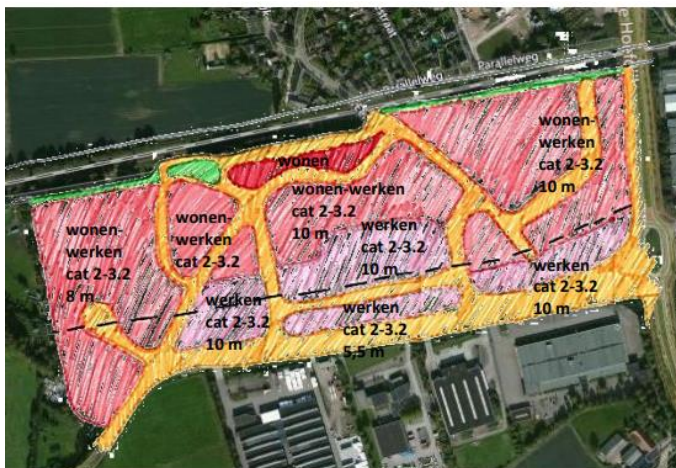 Parallelweg
Parallelweg
wonen-
werken
cat 2-3.2
10 m
wonen
wonen-werken
cat 2-3.2
10 m
wonen-
werken
cat 2-3.2
wonen-
werken
cat 2-3.2
8 m
werken
cat 2-3.2
10 m
werken
cat 2-3.2
10 m
werken
cat 2-3.2
10 m
werken
cat 2-3.2
5,5 m